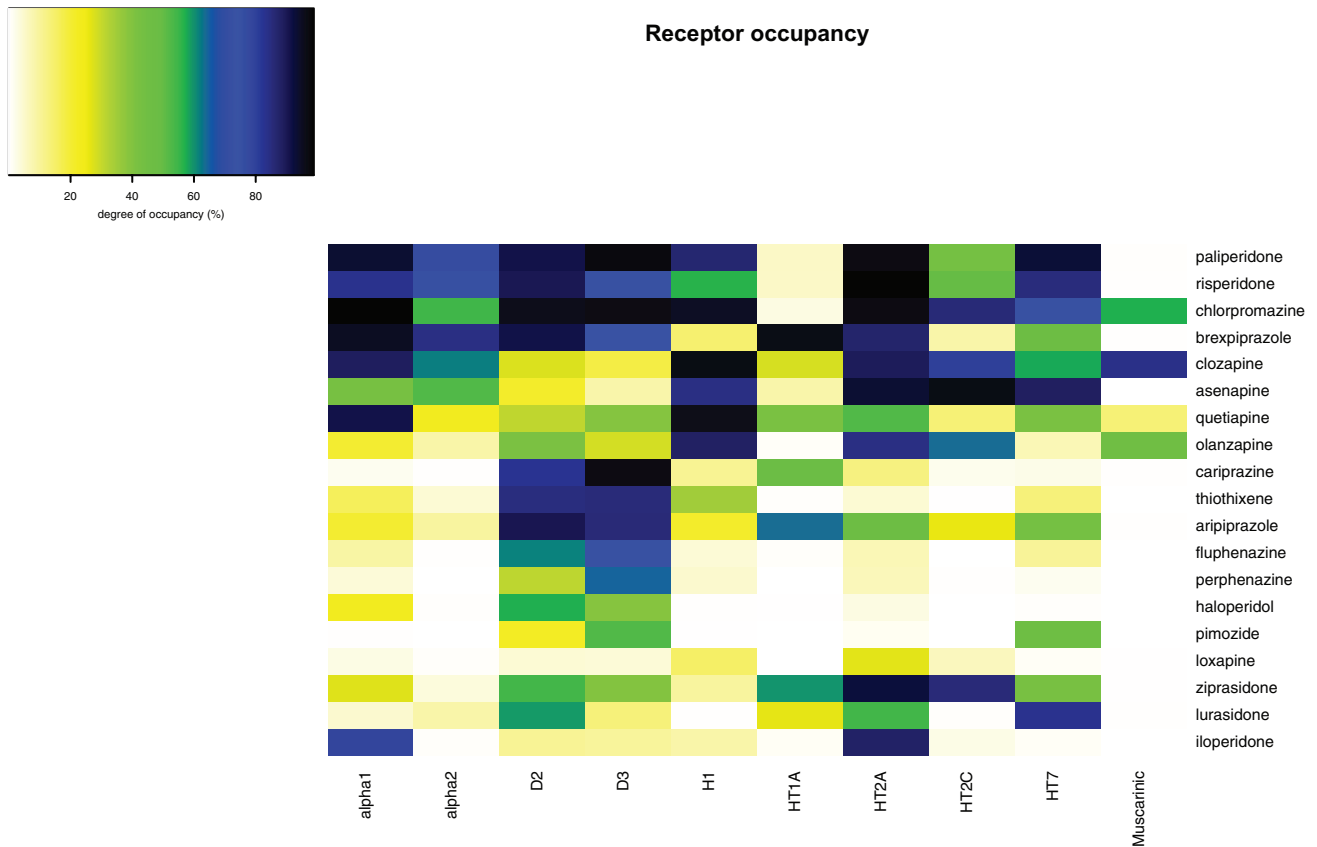 Receptor occupancy
20 40 60 80
degree of occupancy (%)
paliperidone
risperidone
chlorpromazine
brexpiprazole
clozapine
asenapine
quetiapine
olanzapine
cariprazine
thiothixene
aripiprazole
fluphenazine
perphenazine
haloperidol
pimozide
loxapine
ziprasidone
lurasidone
iloperidone
alpha1
alpha2
D2
D3
H1
HT1A
HT2A
HT2C
HT7
Muscarinic